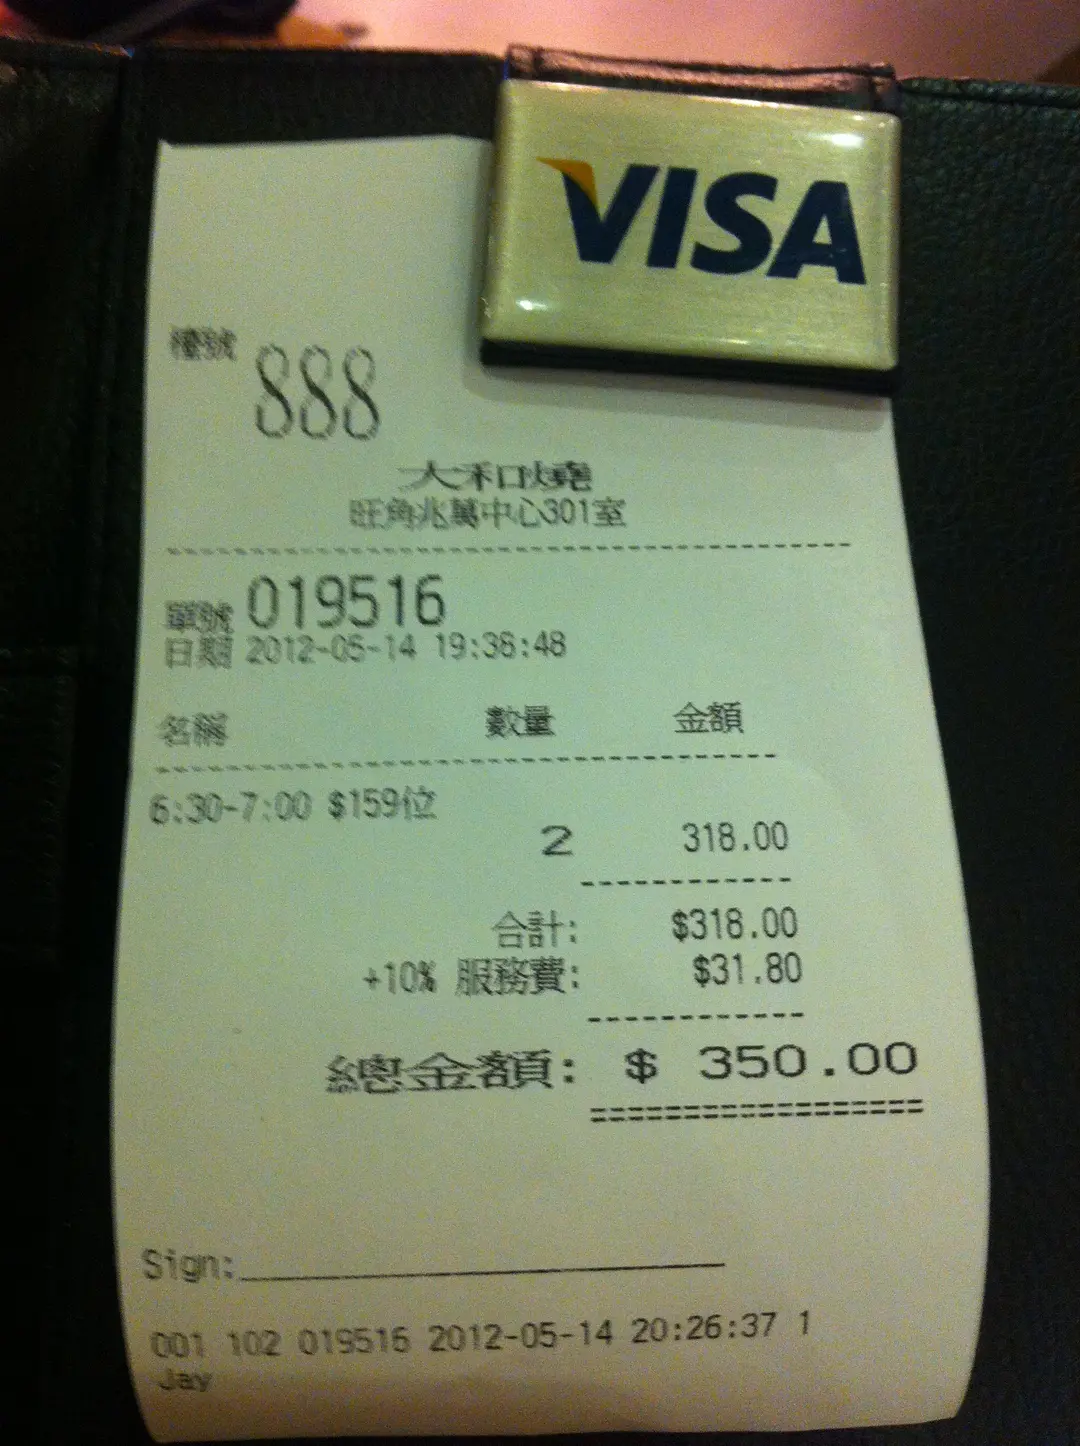 VISA
檯號 888
大和日燒
旺角兆萬中心301室
單號 019516
日期 2012-05-14 19:38:48
名稱 數量 金額
6:30-7:00 $159位
2 318.00
合計: $318.00
+10% 服務費: $31.80
總金額: $ 350.00
Sign:
001 102 019516 2012-05-14 20:26:37 1
Jay